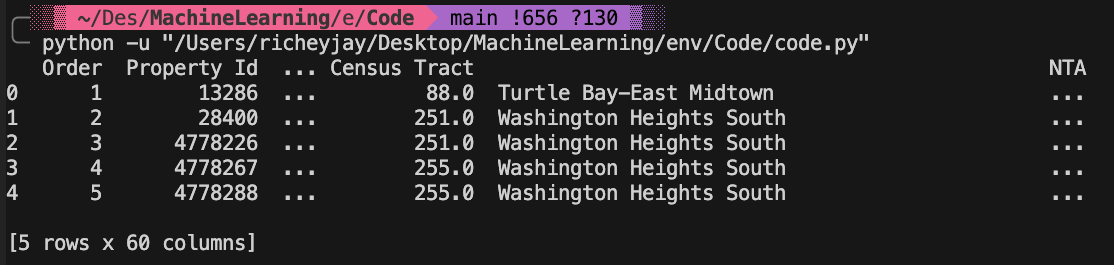 ~/Des/MachineLearning/e/Code main !656 ?130
python -u "/Users/richeyjay/Desktop/MachineLearning/env/Code/code.py"
Order Property Id ... Census Tract NTA
0 1 13286 ... 88.0 Turtle Bay-East Midtown ...
1 2 28400 ... 251.0 Washington Heights South ...
2 3 4778226 ... 251.0 Washington Heights South ...
3 4 4778267 ... 255.0 Washington Heights South ...
4 5 4778288 ... 255.0 Washington Heights South ...
[5 rows x 60 columns]